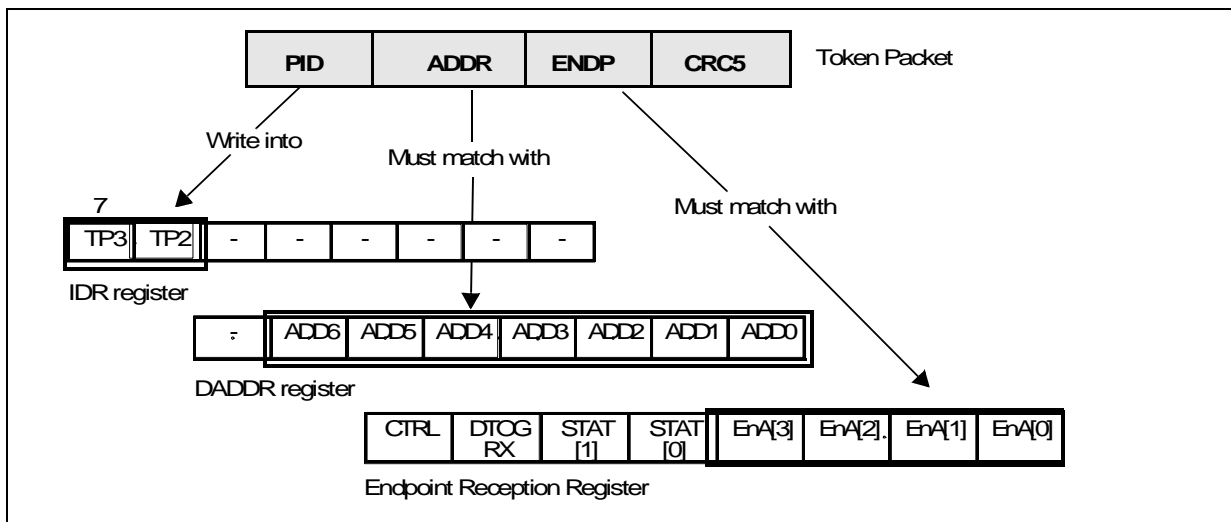 PID ADDR ENDP CRC5 Token Packet
Write into
Must match with
Must match with
7
TP3 TP2 - - - - - -
IDR register
- ADD6 ADD5 ADD4 ADD3 ADD2 ADD1 ADD0
DADDR register
CTRL DTOG RX STAT [1] STAT [0] EnA[3] EnA[2] EnA[1] EnA[0]
Endpoint Reception Register